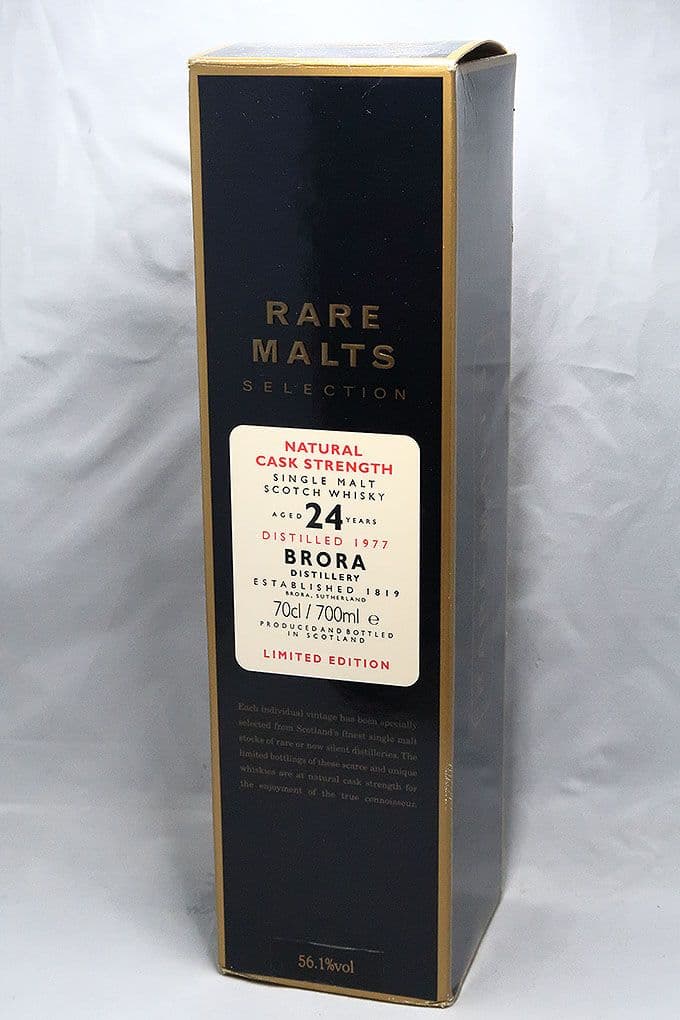 RARE
MALTS
SELECTION
NATURAL
CASK STRENGTH
SINGLE MALT
SCOTCH WHISKY
AGED 24 YEARS
DISTILLED 1977
BRORA
DISTILLERY
ESTABLISHED 1819
BRORA, SUTHERLAND
70cl / 700ml e
PRODUCED AND BOTTLED
IN SCOTLAND
LIMITED EDITION
Each individual vintage has been specially
selected from Scotland's finest single malt
stocks of rare or now silent distilleries. The
limited bottlings of these scarce and unique
whiskies are at natural cask strength for
the enjoyment of the true connoisseur.
56.1%vol